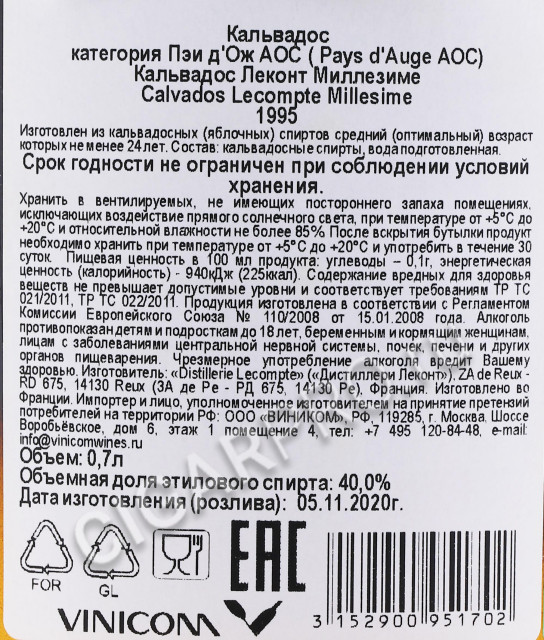 Кальвадос
категория Пэи д'Ож АОС ( Pays d'Auge AOC)
Кальвадос Леконт Миллезиме
Calvados Lecompte Millesime
1995
Изготовлен из кальвадосных (яблочных) спиртов средний (оптимальный) возраст
которых не менее 24 лет. Состав: кальвадосные спирты, вода подготовленная.
Срок годности не ограничен при соблюдении условий
хранения.
Хранить в вентилируемых, не имеющих постороннего запаха помещениях,
исключающих воздействие прямого солнечного света, при температуре от +5°С до
+20°С и относительной влажности не более 85% После вскрытия бутылки продукт
необходимо хранить при температуре от +5°С до +20°С и употребить в течение 30
суток. Пищевая ценность в 100 мл продукта: углеводы – 0,1г, энергетическая
ценность (калорийность) - 940кДж (225ккал). Содержание вредных для здоровья
веществ не превышает допустимые уровни и соответствует требованиям ТР ТС
021/2011, ТР ТС 022/2011. Продукция изготовлена в соответствии с Регламентом
Комиссии Европейского Союза № 110/2008 от 15.01.2008 года. Алкоголь
противопоказан детям и подросткам до 18 лет, беременным и кормящим женщинам,
лицам с заболеваниями центральной нервной системы, почек, печени и других
органов пищеварения. Чрезмерное употребление алкоголя вредит Вашему
здоровью. Изготовитель: «Distillerie Lecompte» («Дистилери Леконт»), ZA de Reux -
RD 675, 14130 Reux (ЗА де Ре - РД 675, 14130 Ре), Франция. Изготовлено во
Франции. Импортер и лицо, уполномоченное изготовителем на принятие претензий
потребителей на территории РФ: ООО «ВИНИКОМ», РФ, 119285, г. Москва, Шоссе
Воробьёвское, дом 6, этаж 1 помещение 4, тел: +7 495 120-84-48, e-mail:
info@vinicomwines.ru
Объем: 0,7л
Объемная доля этилового спирта: 40,0%
Дата изготовления (розлива): 05.11.2020г.
FOR
GL
EAC
VINICOM
3 152900 951702